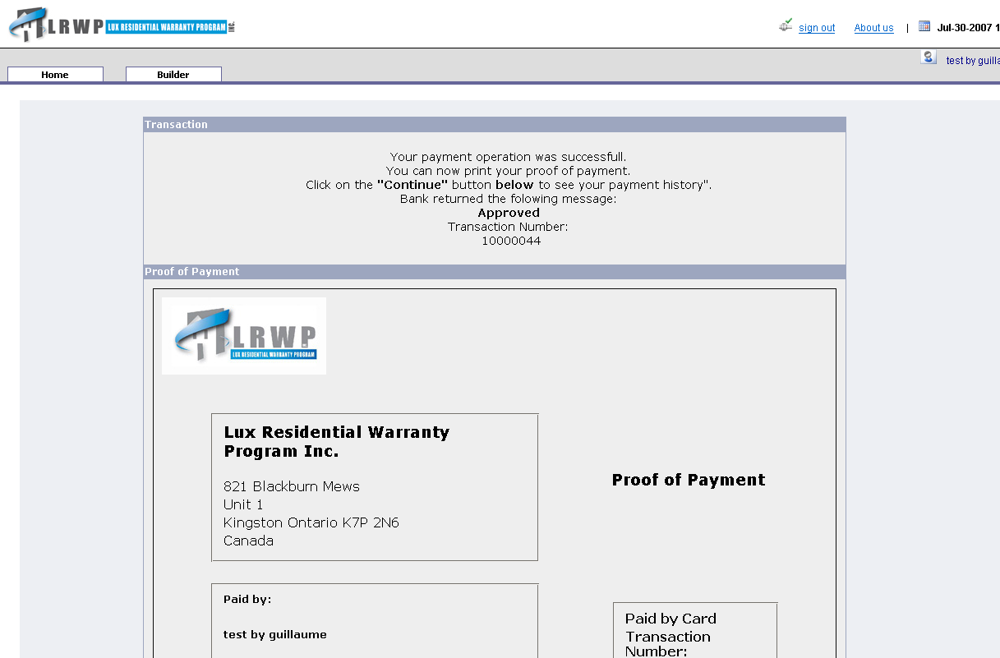 LRWP LUX RESIDENTIAL WARRANTY PROGRAM INC.
sign out About us | Jul-30-2007 1
test by guilla
Home Builder
Transaction
Your payment operation was successfull.
You can now print your proof of payment.
Click on the "Continue" button below to see your payment history".
Bank returned the folowing message:
Approved
Transaction Number:
10000044
Proof of Payment
LRWP
LUX RESIDENTIAL WARRANTY PROGRAM
Lux Residential Warranty
Program Inc.
821 Blackburn Mews
Unit 1
Kingston Ontario K7P 2N6
Canada
Proof of Payment
Paid by:
test by guillaume
Paid by Card
Transaction
Number: